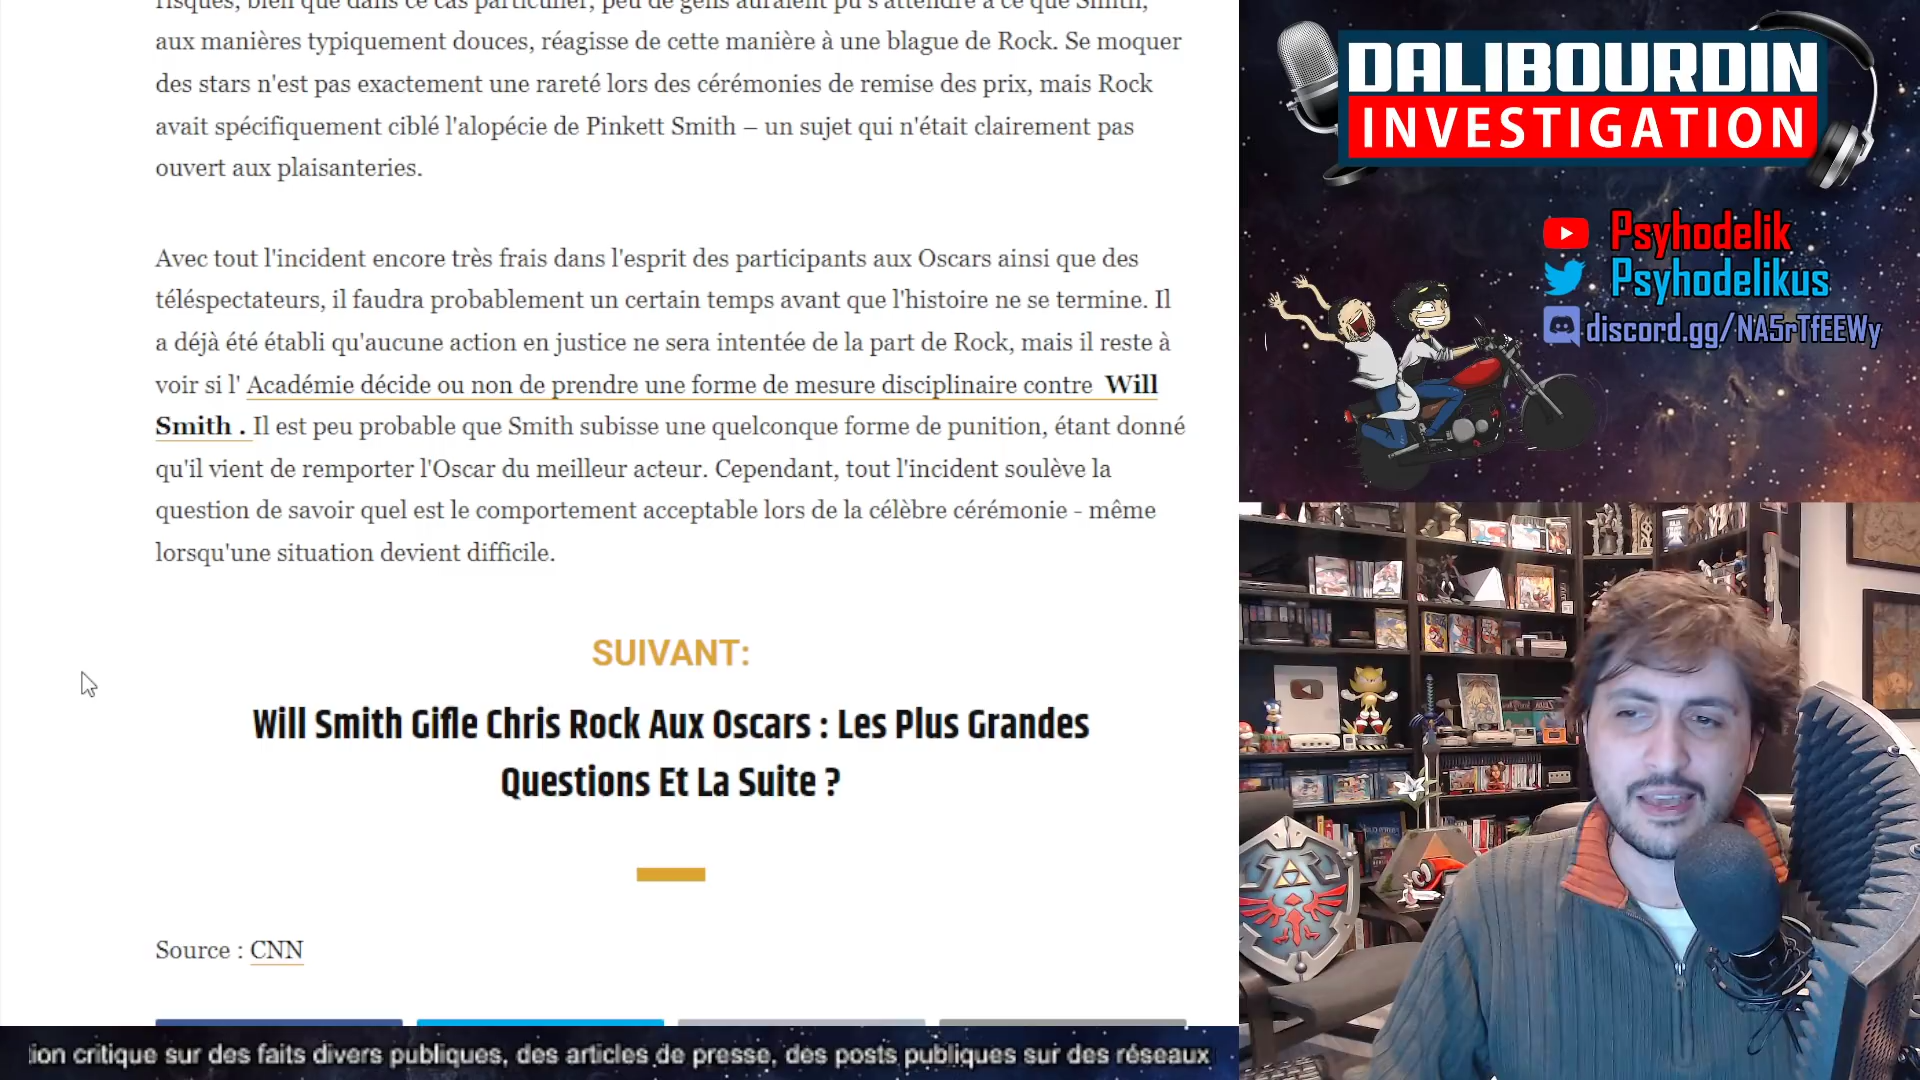 risques, bien que dans ce cas particulier, peu de gens auraient pu s'attendre à ce que Smith,
aux manières typiquement douces, réagisse de cette manière à une blague de Rock. Se moquer
des stars n'est pas exactement une rareté lors des cérémonies de remise des prix, mais Rock
avait spécifiquement ciblé l'alopécie de Pinkett Smith – un sujet qui n'était clairement pas
ouvert aux plaisanteries.
Avec tout l'incident encore très frais dans l'esprit des participants aux Oscars ainsi que des
téléspectateurs, il faudra probablement un certain temps avant que l'histoire ne se termine. Il
a déjà été établi qu'aucune action en justice ne sera intentée de la part de Rock, mais il reste à
voir si l' Académie décide ou non de prendre une forme de mesure disciplinaire contre Will
Smith . Il est peu probable que Smith subisse une quelconque forme de punition, étant donné
qu'il vient de remporter l'Oscar du meilleur acteur. Cependant, tout l'incident soulève la
question de savoir quel est le comportement acceptable lors de la célèbre cérémonie - même
lorsqu'une situation devient difficile.
SUIVANT:
Will Smith Gifle Chris Rock Aux Oscars : Les Plus Grandes
Questions Et La Suite ?
Source : CNN
ion critique sur des faits divers publiques, des articles de presse, des posts publiques sur des réseaux
DALIBOURDIN
INVESTIGATION
Psyhodelik
Psyhodelikus
discord.gg/NA5rTfEEWy